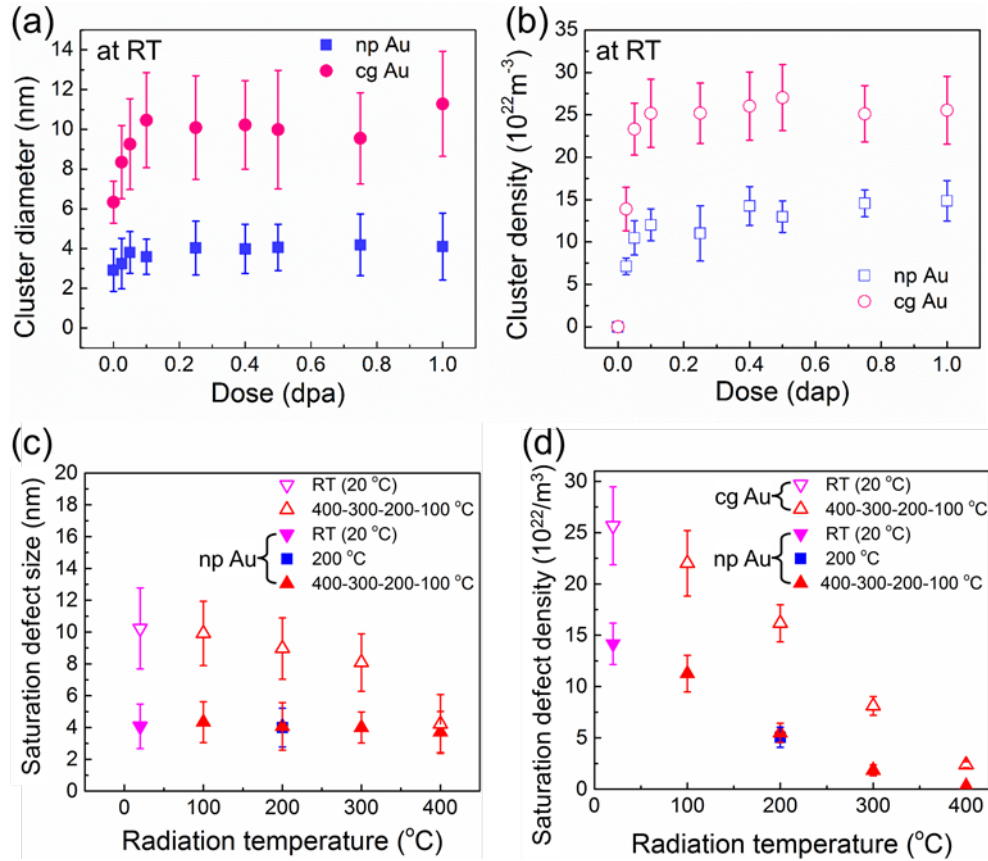 (a)
at RT
np Au
cg Au
Cluster diameter (nm)
14
12
10
8
6
4
2
0
0.0 0.2 0.4 0.6 0.8 1.0
Dose (dpa)
(b)
at RT
np Au
cg Au
Cluster density (10²²m⁻³)
35
30
25
20
15
10
5
0
0.0 0.2 0.4 0.6 0.8 1.0
Dose (dap)
(c)
RT (20 °C)
400-300-200-100 °C
np Au
RT (20 °C)
200 °C
400-300-200-100 °C
Saturation defect size (nm)
20
18
16
14
12
10
8
6
4
2
0
0 100 200 300 400
Radiation temperature (°C)
(d)
cg Au
RT (20 °C)
400-300-200-100 °C
np Au
RT (20 °C)
200 °C
400-300-200-100 °C
Saturation defect density (10²²/m³)
30
25
20
15
10
5
0
0 100 200 300 400
Radiation temperature (°C)